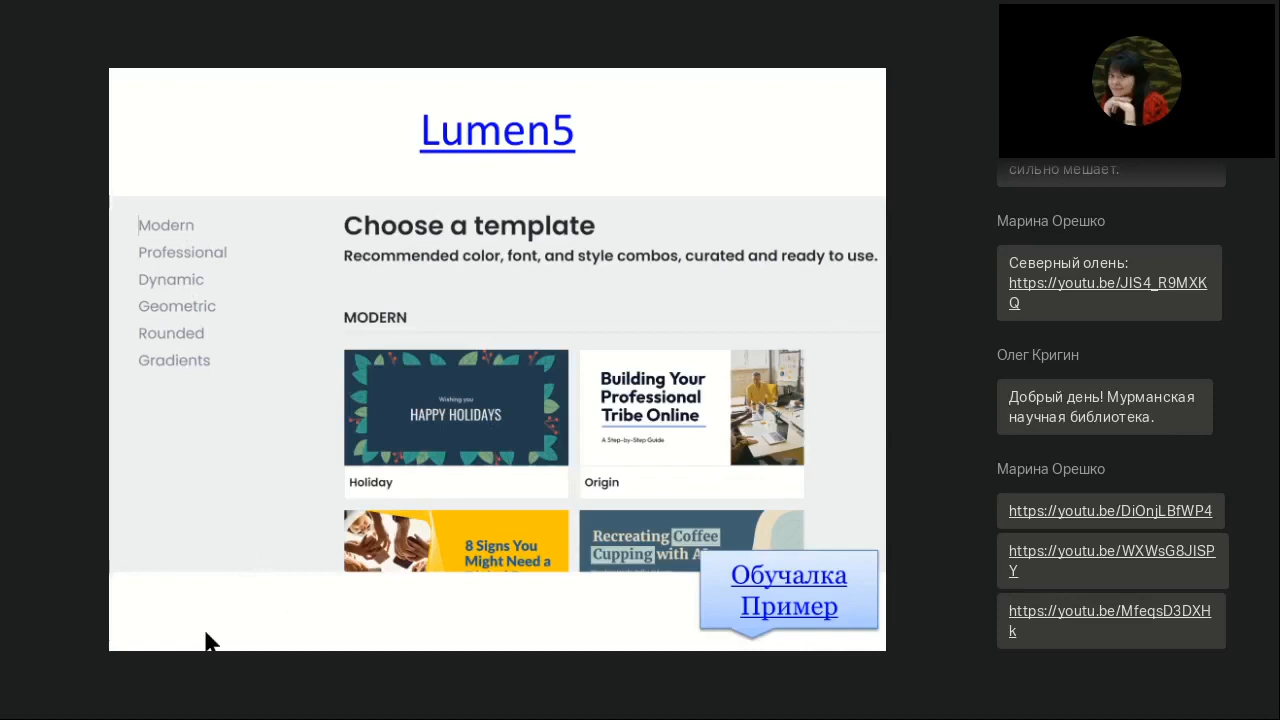 Lumen5
Modern
Professional
Dynamic
Geometric
Rounded
Gradients
Choose a template
Recommended color, font, and style combos, curated and ready to use.
MODERN
Wishing you
HAPPY HOLIDAYS
Holiday
Building Your
Professional
Tribe Online
A Step-by-Step Guide
Origin
8 Signs You
Might Need a
Recreating Coffee
Cupping with
Обучалка
Пример
сильно мешает.
Марина Орешко
Северный олень:
https://youtu.be/JIS4_R9MXK
Q
Олег Кригин
Добрый день! Мурманская
научная библиотека.
Марина Орешко
https://youtu.be/DiOnjLBfWP4
https://youtu.be/WXWsG8JISP
Y
https://youtu.be/MfeqsD3DXH
k